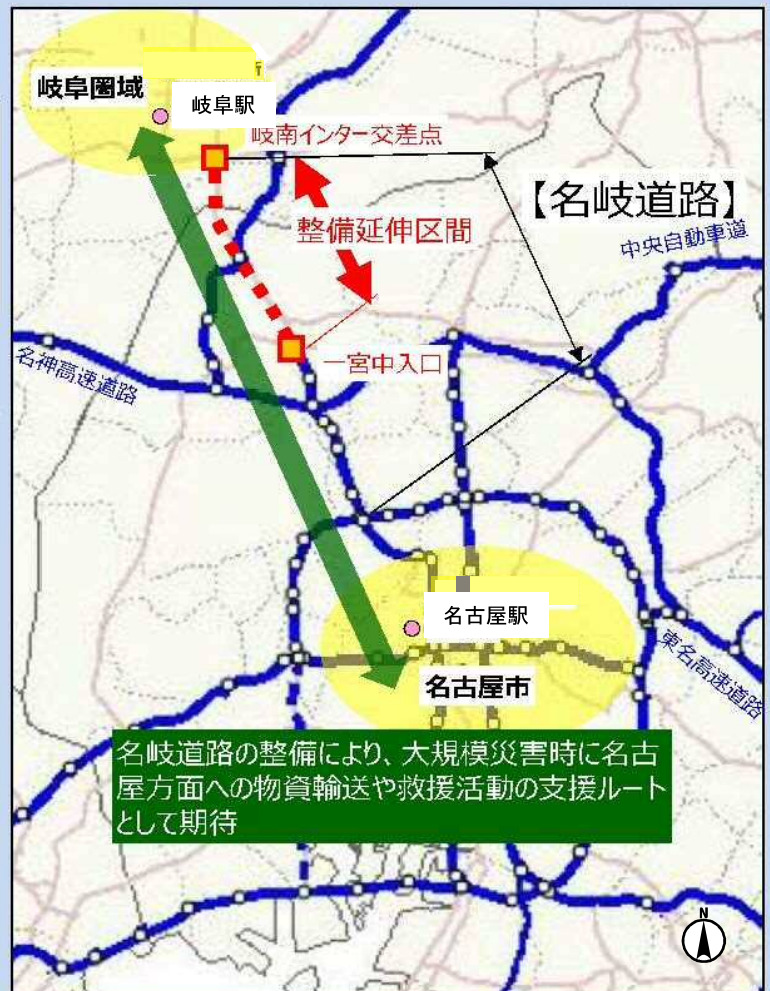 所
岐阜圏域
岐阜駅
岐南インター交差点
【名岐道路】
整備延伸区間
中央自動車道
名神高速道路
一宮中入口
名古屋駅
東名高速道路
名古屋市
名岐道路の整備により、大規模災害時に名古
屋方面への物資輸送や救援活動の支援ルート
として期待
N